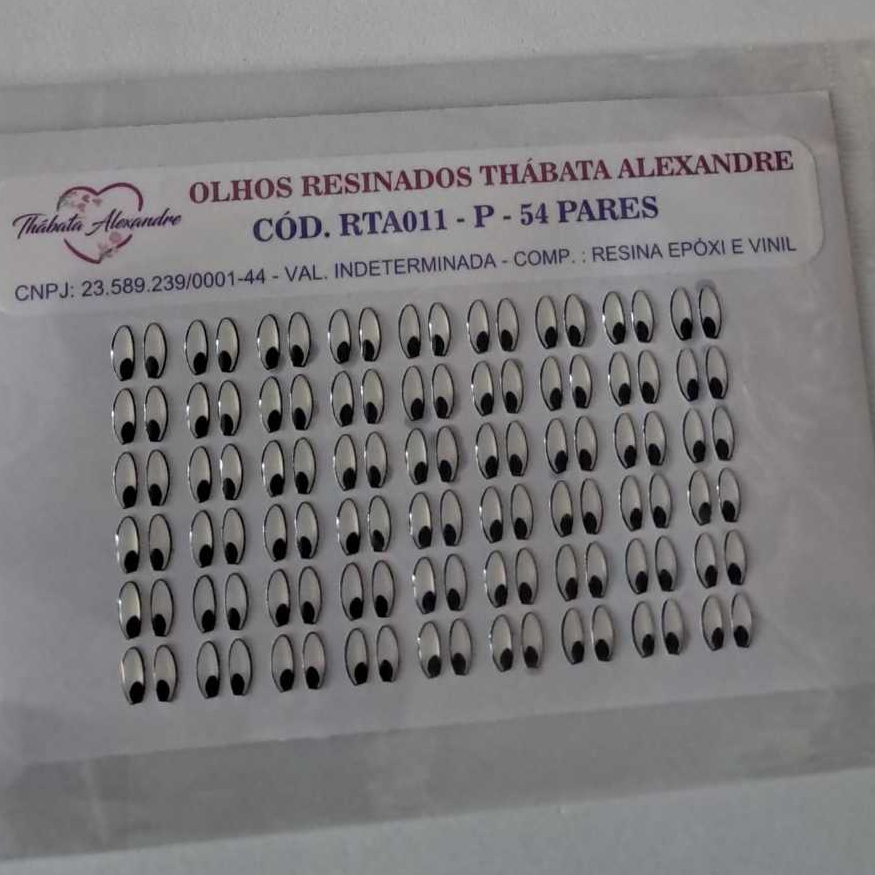 OLHOS RESINADOS THÁBATA ALEXANDRE
Thábata Alexandre
CÓD. RTA011 - P - 54 PARES
CNPJ: 23.589.239/0001-44 - VAL. INDETERMINADA - COMP. : RESINA EPÓXI E VINIL